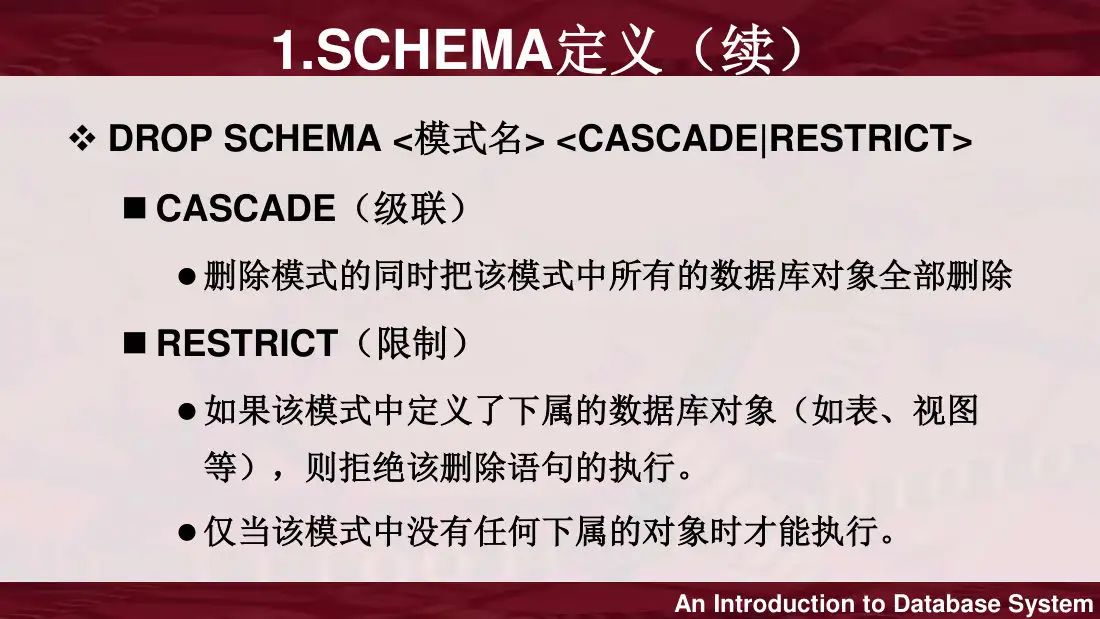 1.SCHEMA定义（续）
❖ DROP SCHEMA <模式名> <CASCADE|RESTRICT>
■ CASCADE（级联）
● 删除模式的同时把该模式中所有的数据库对象全部删除
■ RESTRICT（限制）
● 如果该模式中定义了下属的数据库对象（如表、视图
等），则拒绝该删除语句的执行。
● 仅当该模式中没有任何下属的对象时才能执行。
An Introduction to Database System